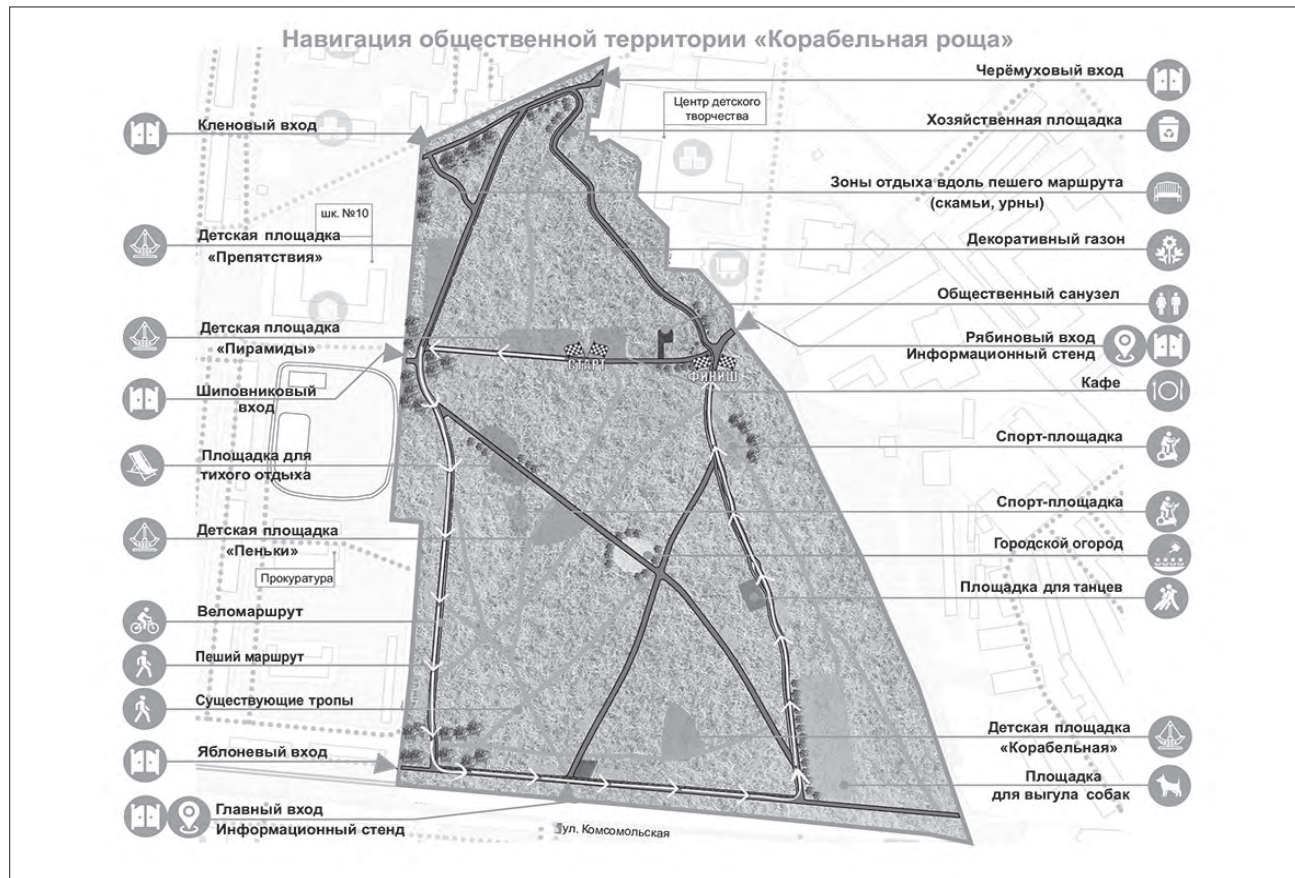 Навигация общественной территории «Корабельная роща»
Кленовый вход
Детская площадка
«Препятствия»
Детская площадка
«Пирамиды»
Шиповниковый
вход
Площадка для
тихого отдыха
Детская площадка
«Пеньки»
Веломаршрут
Пеший маршрут
Существующие тропы
Яблоневый вход
Главный вход
Информационный стенд
шк. №10
Прокуратура
Центр детского
творчества
СТАРТ
ФИНИШ
ул. Комсомольская
Черёмуховый вход
Хозяйственная площадка
Зоны отдыха вдоль пешего маршрута
(скамьи, урны)
Декоративный газон
Общественный санузел
Рябиновый вход
Информационный стенд
Кафе
Спорт-площадка
Спорт-площадка
Городской огород
Площадка для танцев
Детская площадка
«Корабельная»
Площадка
для выгула собак